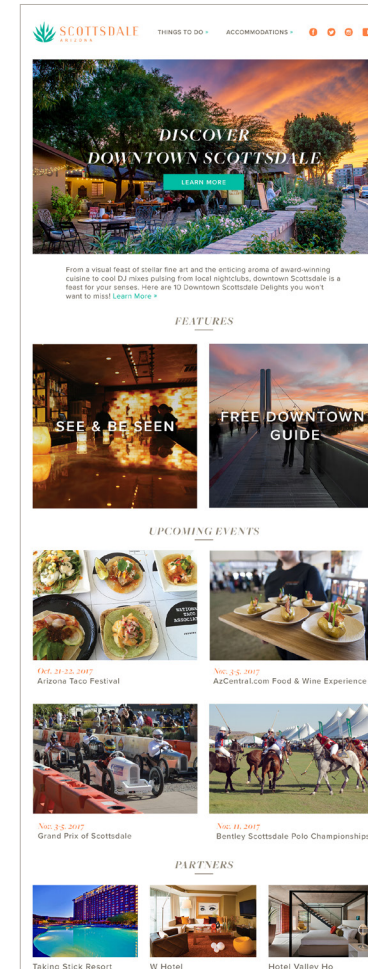 SCOTTSDALE
ARIZONA
THINGS TO DO
ACCOMMODATIONS
DISCOVER
DOWNTOWN SCOTTSDALE
LEARN MORE
From a visual feast of stellar fine art and the enticing aroma of award-winning
cuisine to cool DJ mixes pulsing from local nightclubs, downtown Scottsdale is a
feast for your senses. Here are 10 Downtown Scottsdale Delights you won't
want to miss! Learn More
FEATURES
SEE & BE SEEN
FREE DOWNTOWN
GUIDE
UPCOMING EVENTS
NATIONAL
TACO
ASSOCIAT
Oct. 21-22, 2017
Arizona Taco Festival
Nov. 3-5, 2017
AzCentral.com Food & Wine Experience
Nov. 3-5, 2017
Grand Prix of Scottsdale
Nov. 11, 2017
Bentley Scottsdale Polo Championships
PARTNERS
Taking Stick Resort
W Hotel
Hotel Valley Ho